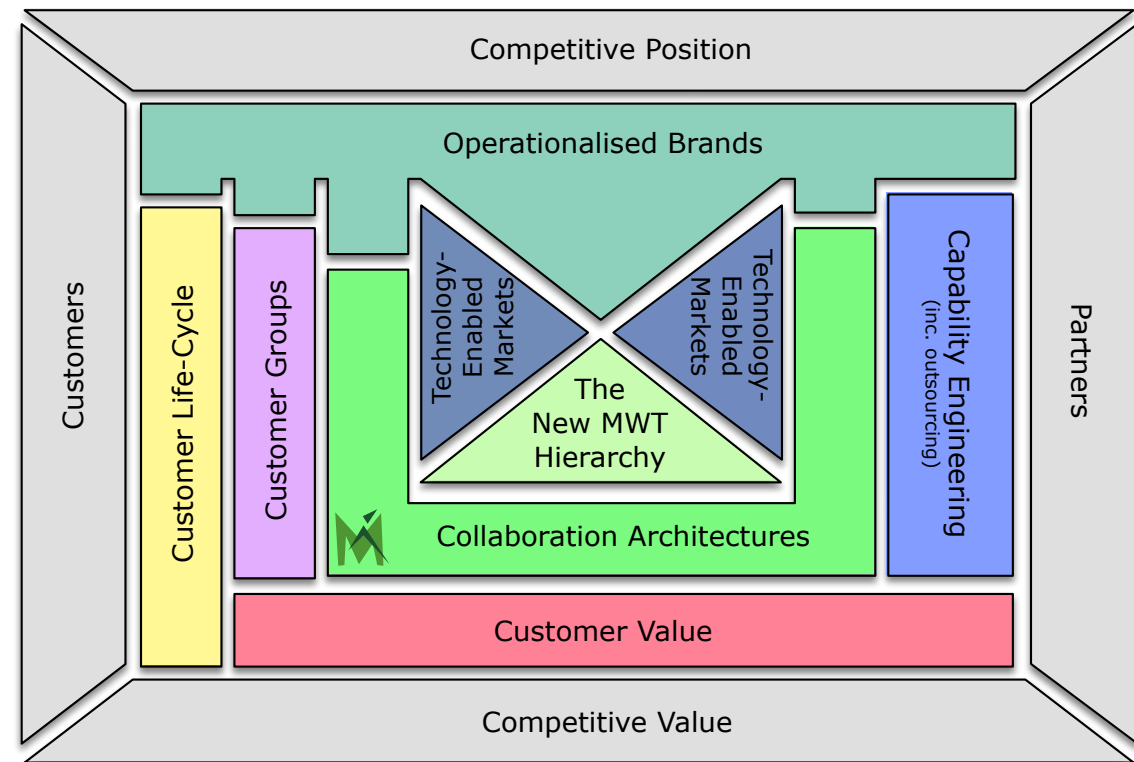 Competitive Position
Operationalised Brands
Customers
Customer Life-Cycle
Customer Groups
Technology-
Enabled
Markets
Technology-
Enabled
Markets
The
New MWT
Hierarchy
Collaboration Architectures
Capability Engineering
(inc. outsourcing)
Partners
Customer Value
Competitive Value